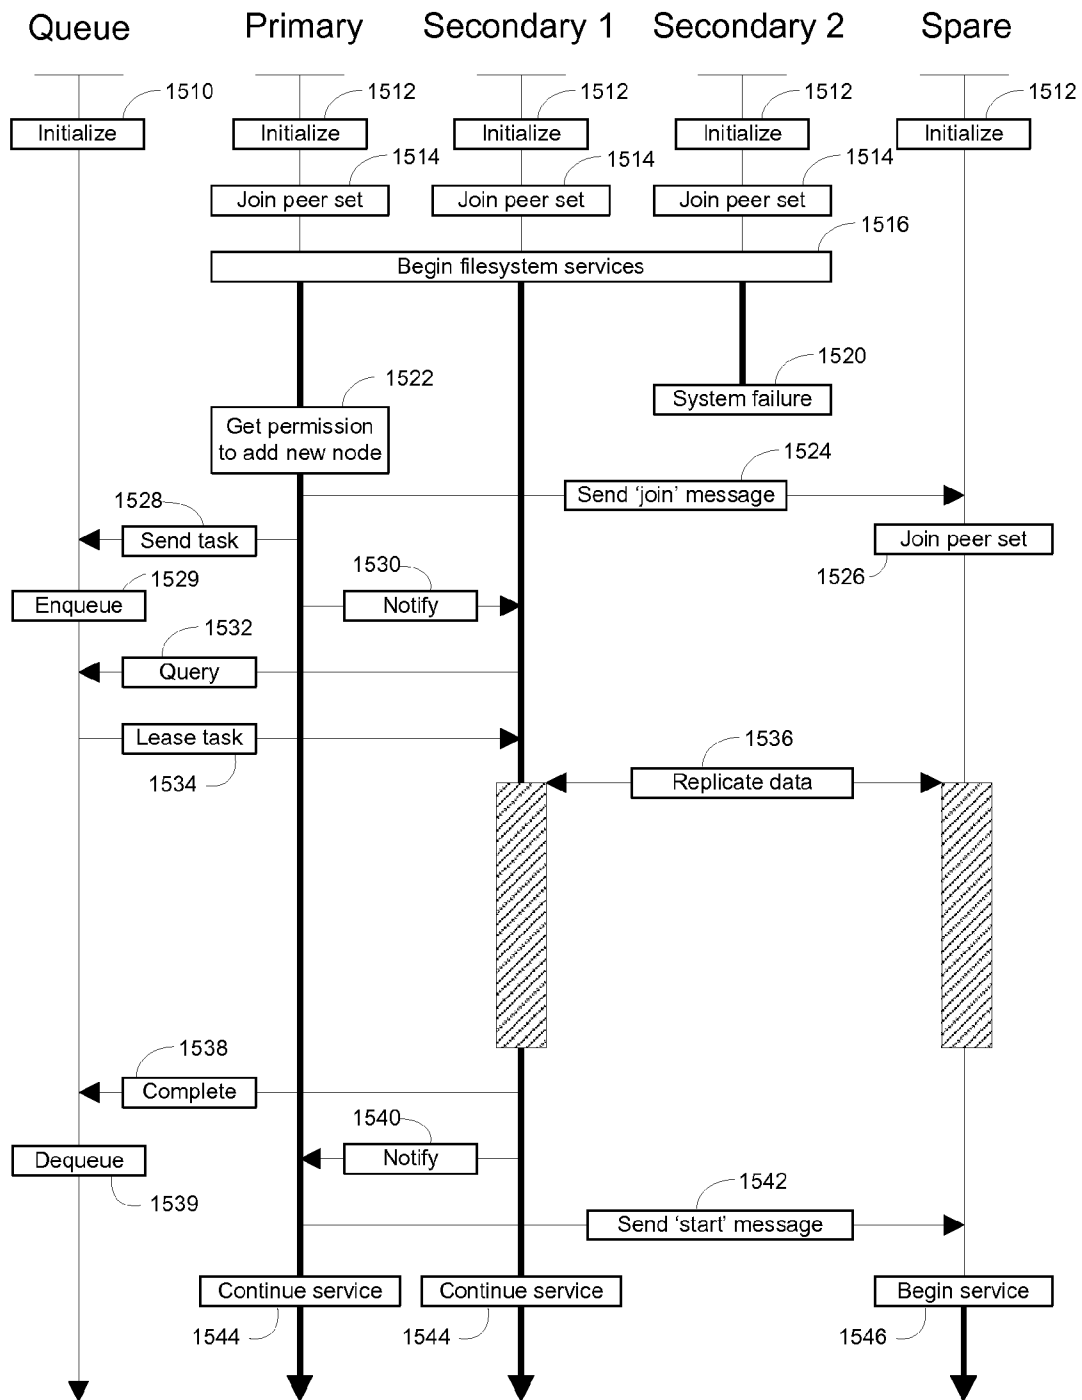 Queue Primary Secondary 1 Secondary 2 Spare
1510 1512 1512 1512 1512
Initialize Initialize Initialize Initialize Initialize
1514 1514 1514
Join peer set Join peer set Join peer set
1516
Begin filesystem services
1520
1522
System failure
Get permission
to add new node
1524
Send ‘join’ message
1528
Send task Join peer set
1530
1529 1526
Enqueue Notify
1532
Query
Lease task
1536
1534 Replicate data
1538
Complete
1540
Dequeue Notify
1542
1539
Send ‘start’ message
Continue service Continue service Begin service
1544 1544 1546